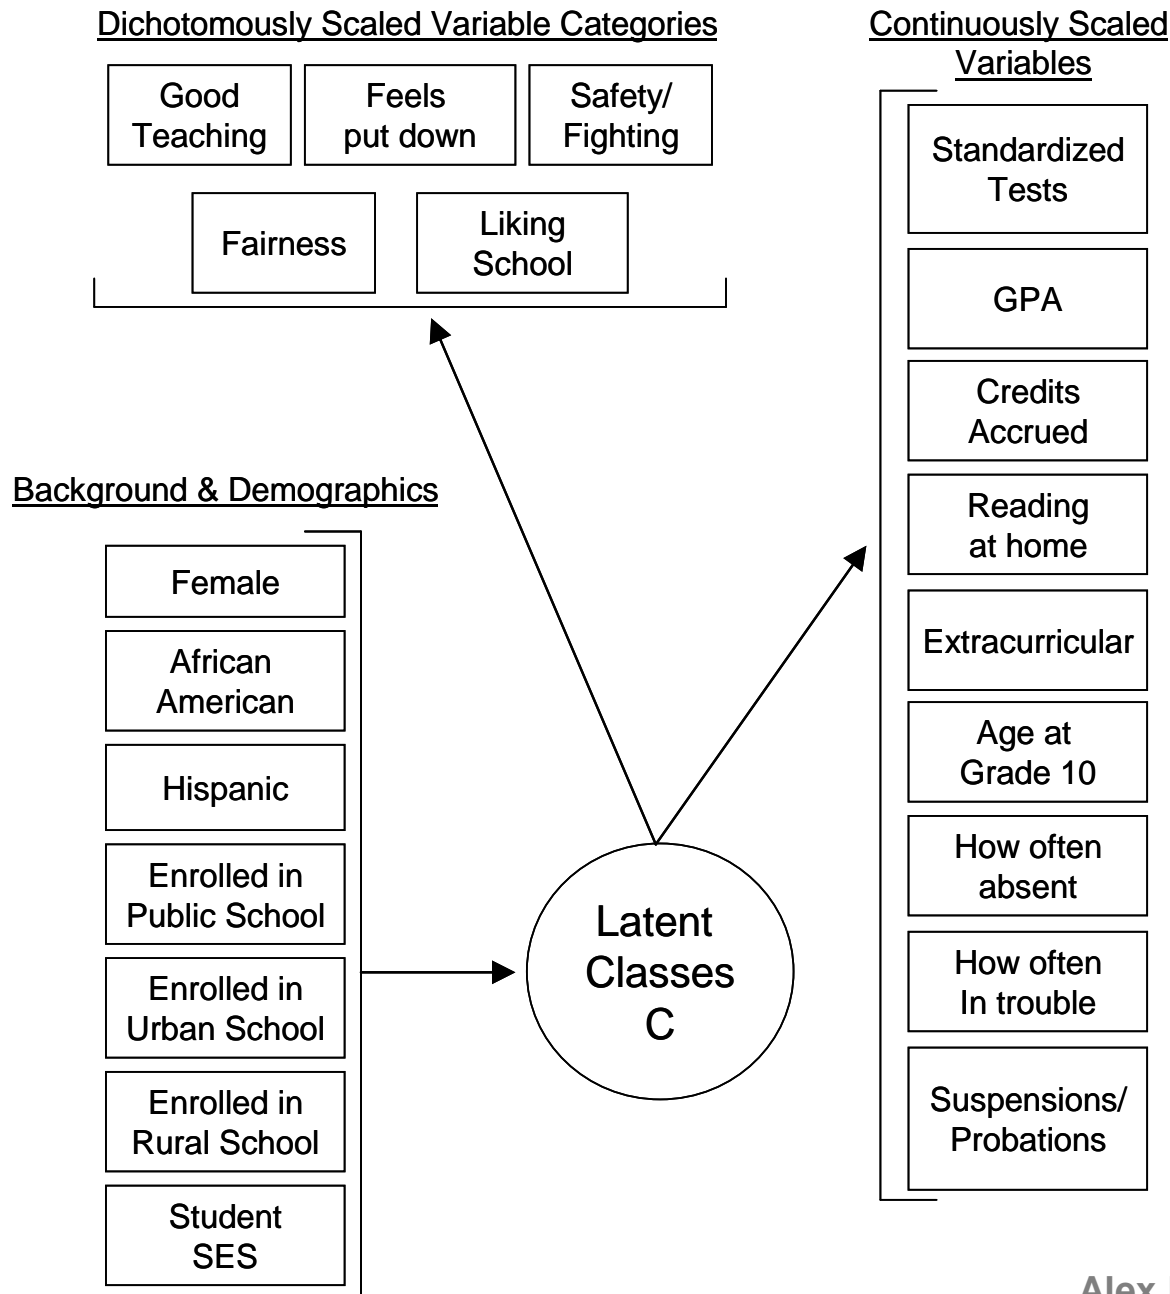 Dichotomously Scaled Variable Categories
Good
Teaching
Feels
put down
Safety/
Fighting
Fairness
Liking
School
Continuously Scaled
Variables
Standardized
Tests
GPA
Credits
Accrued
Reading
at home
Extracurricular
Age at
Grade 10
How often
absent
How often
In trouble
Suspensions/
Probations
Background & Demographics
Female
African
American
Hispanic
Enrolled in
Public School
Enrolled in
Urban School
Enrolled in
Rural School
Student
SES
Latent
Classes
C
Alex